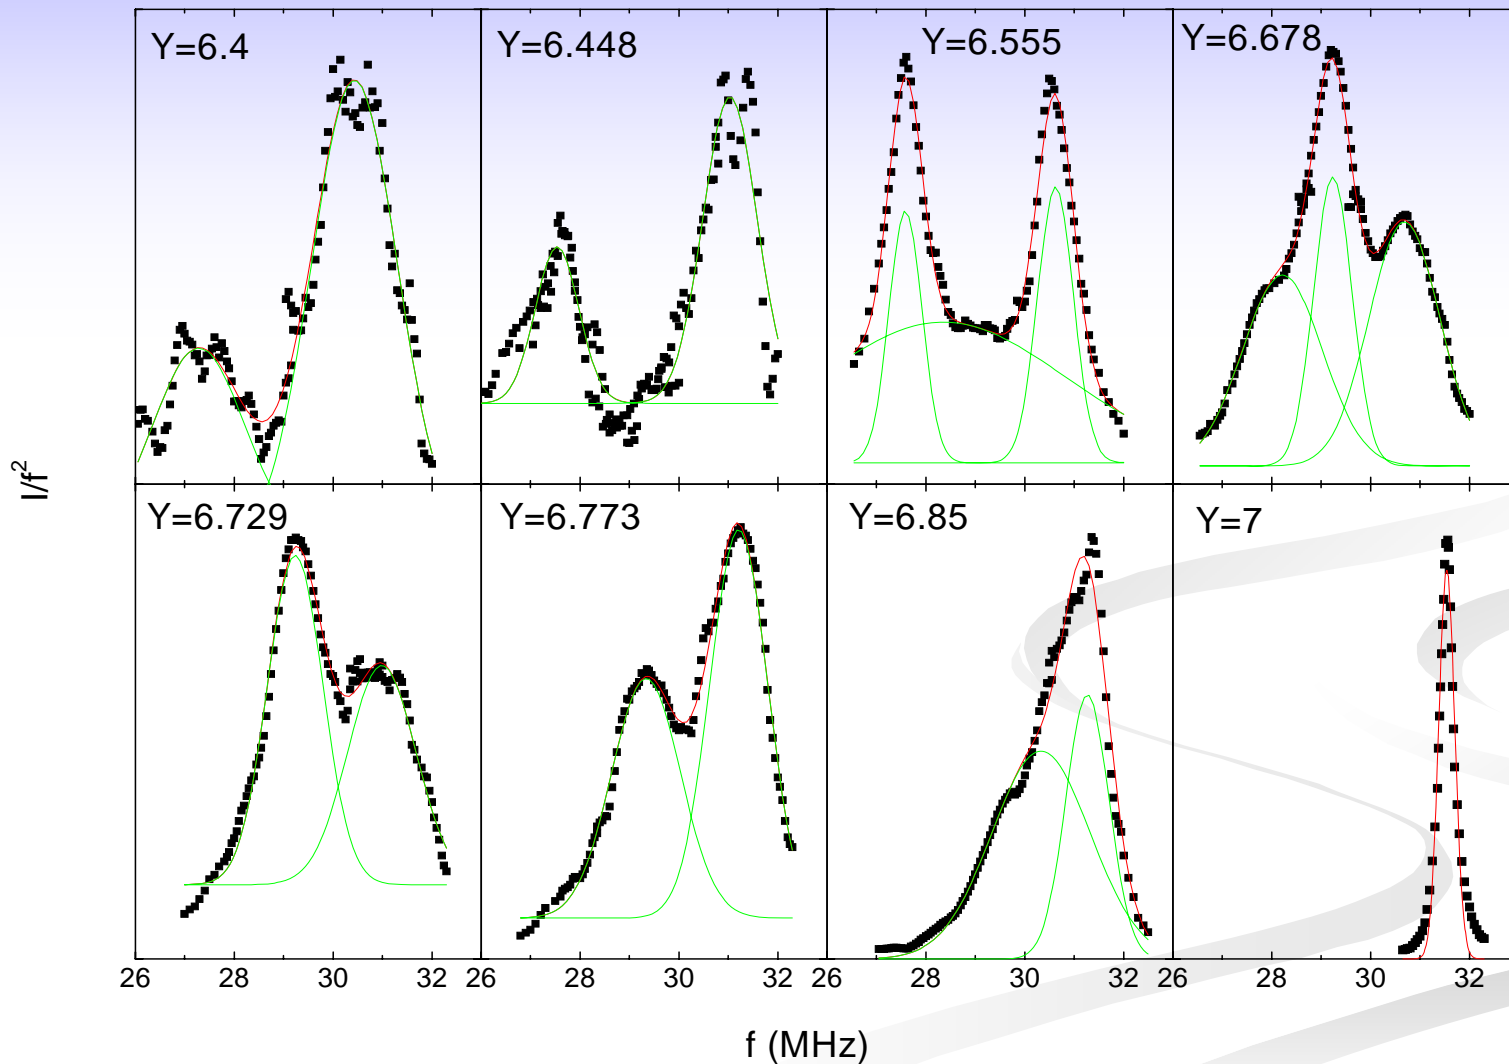 Y=6.4 Y=6.448 Y=6.555 Y=6.678
I/f²
Y=6.729 Y=6.773 Y=6.85 Y=7
26 28 30 32 26 28 30 32 26 28 30 32 26 28 30 32
f (MHz)